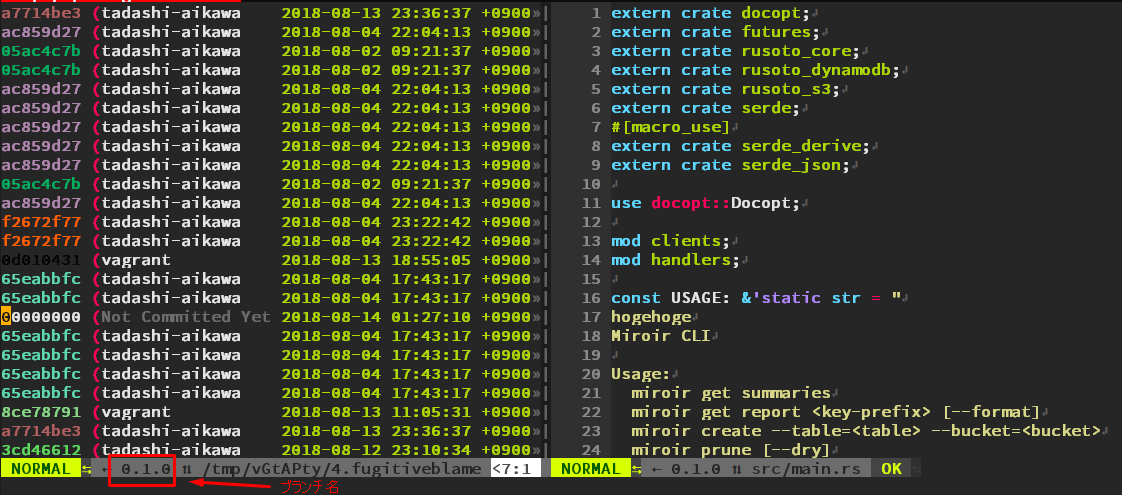 a7714be3 (tadashi-aikawa 2018-08-13 23:36:37 +0900»| 1 extern crate docopt;
ac859d27 (tadashi-aikawa 2018-08-04 22:04:13 +0900»| 2 extern crate futures;
05ac4c7b (tadashi-aikawa 2018-08-02 09:21:37 +0900»| 3 extern crate rusoto_core;
05ac4c7b (tadashi-aikawa 2018-08-02 09:21:37 +0900»| 4 extern crate rusoto_dynamodb;
ac859d27 (tadashi-aikawa 2018-08-04 22:04:13 +0900»| 5 extern crate rusoto_s3;
ac859d27 (tadashi-aikawa 2018-08-04 22:04:13 +0900»| 6 extern crate serde;
ac859d27 (tadashi-aikawa 2018-08-04 22:04:13 +0900»| 7 #[macro_use]
ac859d27 (tadashi-aikawa 2018-08-04 22:04:13 +0900»| 8 extern crate serde_derive;
ac859d27 (tadashi-aikawa 2018-08-04 22:04:13 +0900»| 9 extern crate serde_json;
05ac4c7b (tadashi-aikawa 2018-08-02 09:21:37 +0900»| 10
ac859d27 (tadashi-aikawa 2018-08-04 22:04:13 +0900»| 11 use docopt::Docopt;
f2672f77 (tadashi-aikawa 2018-08-04 23:22:42 +0900»| 12
f2672f77 (tadashi-aikawa 2018-08-04 23:22:42 +0900»| 13 mod clients;
0d010431 (vagrant 2018-08-13 18:55:05 +0900»| 14 mod handlers;
65eabbfc (tadashi-aikawa 2018-08-04 17:43:17 +0900»| 15
65eabbfc (tadashi-aikawa 2018-08-04 17:43:17 +0900»| 16 const USAGE: &'static str = "
00000000 (Not Committed Yet 2018-08-14 01:27:10 +0900»| 17 hogehoge
65eabbfc (tadashi-aikawa 2018-08-04 17:43:17 +0900»| 18 Miroir CLI
65eabbfc (tadashi-aikawa 2018-08-04 17:43:17 +0900»| 19
65eabbfc (tadashi-aikawa 2018-08-04 17:43:17 +0900»| 20 Usage:
65eabbfc (tadashi-aikawa 2018-08-04 17:43:17 +0900»| 21 miroir get summaries
8ce78791 (vagrant 2018-08-13 11:05:31 +0900»| 22 miroir get report <key-prefix> [--format]
a7714be3 (tadashi-aikawa 2018-08-13 23:36:37 +0900»| 23 miroir create --table=<table> --bucket=<bucket>
3cd46612 (tadashi-aikawa 2018-08-12 23:10:34 +0900»| 24 miroir prune [--dry]
NORMAL ⇆ ← 0.1.0 ⇅ /tmp/vGtAPty/4.fugitiveblame <7:1 NORMAL ⇆ ← 0.1.0 ⇅ src/main.rs OK
ブランチ名